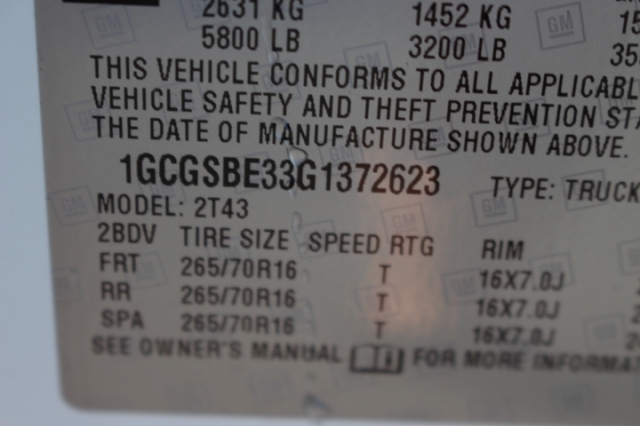 2631 KG 1452 KG
5800 LB 3200 LB
THIS VEHICLE CONFORMS TO ALL APPLICABL
VEHICLE SAFETY AND THEFT PREVENTION STA
THE DATE OF MANUFACTURE SHOWN ABOVE.
1GCGSBE33G1372623 TYPE: TRUCK
MODEL: 2T43
2BDV TIRE SIZE SPEED RTG RIM
FRT 265/70R16 T 16X7.0J
RR 265/70R16 T 16X7.0J
SPA 265/70R16 T 16X7.0J
SEE OWNER'S MANUAL FOR MORE INFORMAT